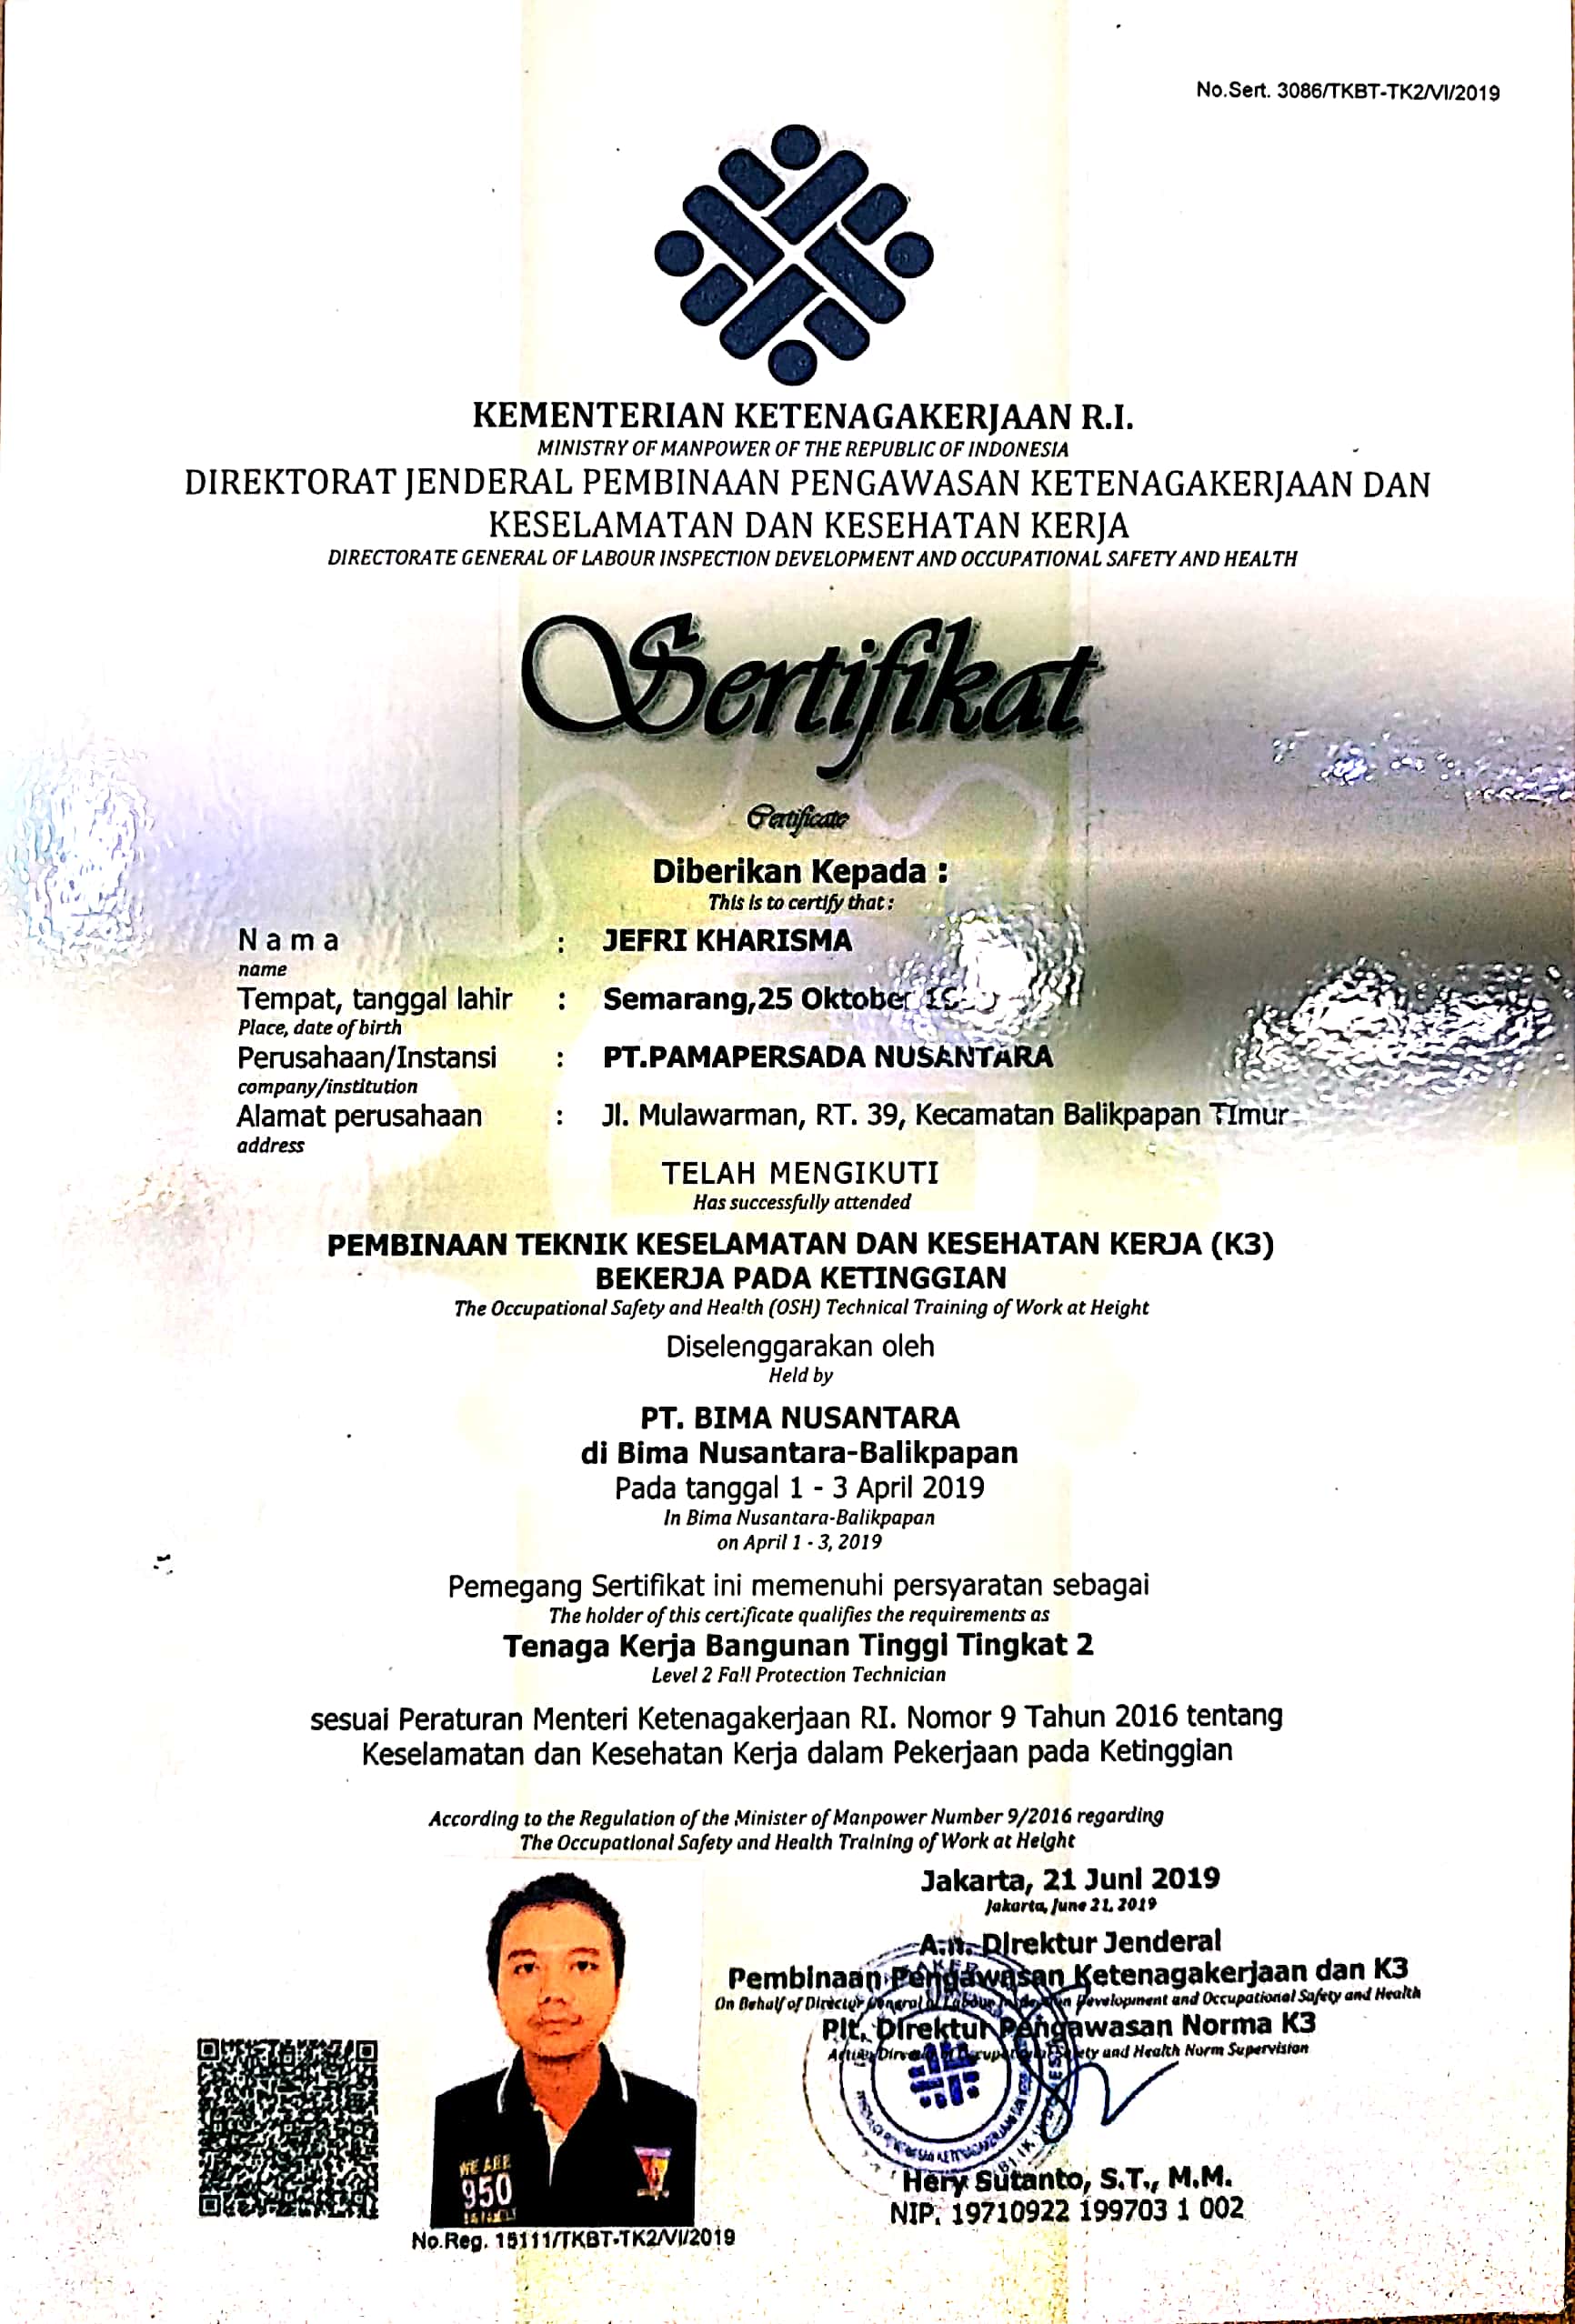 No.Sert. 3086/TKBT-TK2/VI/2019
KEMENTERIAN KETENAGAKERJAAN R.I.
MINISTRY OF MANPOWER OF THE REPUBLIC OF INDONESIA
DIREKTORAT JENDERAL PEMBINAAN PENGAWASAN KETENAGAKERJAAN DAN
KESELAMATAN DAN KESEHATAN KERJA
DIRECTORATE GENERAL OF LABOUR INSPECTION DEVELOPMENT AND OCCUPATIONAL SAFETY AND HEALTH
Sertifikat
Certificate
Diberikan Kepada :
This is to certify that :
Nama : JEFRI KHARISMA
name
Tempat, tanggal lahir : Semarang,25 Oktober
Place, date of birth
Perusahaan/Instansi : PT.PAMAPERSADA NUSANTARA
company/institution
Alamat perusahaan : Jl. Mulawarman, RT. 39, Kecamatan Balikpapan Timur
address
TELAH MENGIKUTI
Has successfully attended
PEMBINAAN TEKNIK KESELAMATAN DAN KESEHATAN KERJA (K3)
BEKERJA PADA KETINGGIAN
The Occupational Safety and Health (OSH) Technical Training of Work at Height
Diselenggarakan oleh
Held by
PT. BIMA NUSANTARA
di Bima Nusantara-Balikpapan
Pada tanggal 1 - 3 April 2019
In Bima Nusantara-Balikpapan
on April 1 - 3, 2019
Pemegang Sertifikat ini memenuhi persyaratan sebagai
The holder of this certificate qualifies the requirements as
Tenaga Kerja Bangunan Tinggi Tingkat 2
Level 2 Fall Protection Technician
sesuai Peraturan Menteri Ketenagakerjaan RI. Nomor 9 Tahun 2016 tentang
Keselamatan dan Kesehatan Kerja dalam Pekerjaan pada Ketinggian
According to the Regulation of the Minister of Manpower Number 9/2016 regarding
The Occupational Safety and Health Training of Work at Height
Jakarta, 21 Juni 2019
Jakarta, June 21, 2019
A.n. Direktur Jenderal
Pembinaan Pengawasan Ketenagakerjaan dan K3
On Behalf of Director General of Labour Inspection Development and Occupational Safety and Health
Plt. Direktur Pengawasan Norma K3
Acting Director of Occupational Safety and Health Norm Supervision
Hery Sutanto, S.T., M.M.
NIP. 19710922 199703 1 002
WE ARE
950
No.Reg. 15111/TKBT-TK2/VI/2019